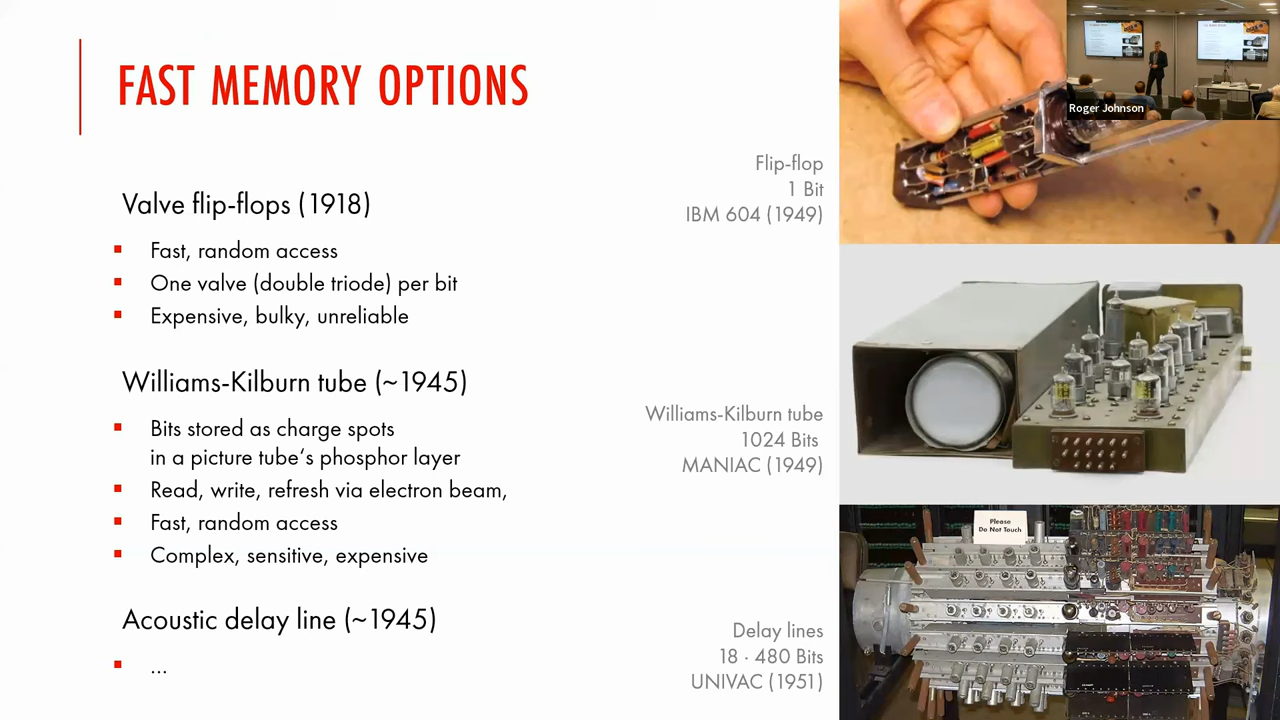 FAST MEMORY OPTIONS
Valve flip-flops (1918)
Fast, random access
One valve (double triode) per bit
Expensive, bulky, unreliable
Williams-Kilburn tube (~1945)
Bits stored as charge spots
in a picture tube‘s phosphor layer
Read, write, refresh via electron beam,
Fast, random access
Complex, sensitive, expensive
Acoustic delay line (~1945)
...
Flip-flop
1 Bit
IBM 604 (1949)
Williams-Kilburn tube
1024 Bits
MANIAC (1949)
Delay lines
18 · 480 Bits
UNIVAC (1951)
Roger Johnson
Please
Do Not Touch